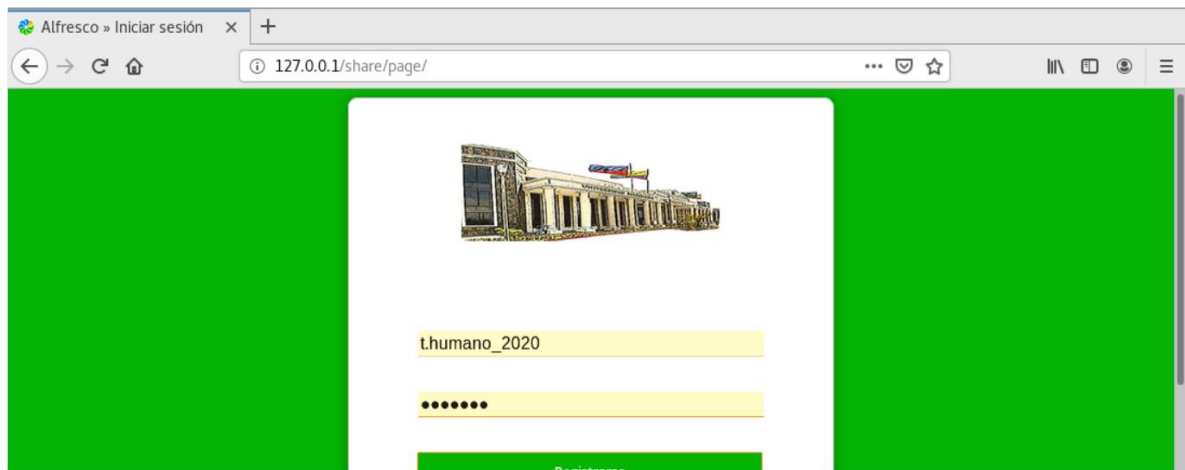 Alfresco » Iniciar sesión
127.0.0.1/share/page/
t.humano_2020
•••••••